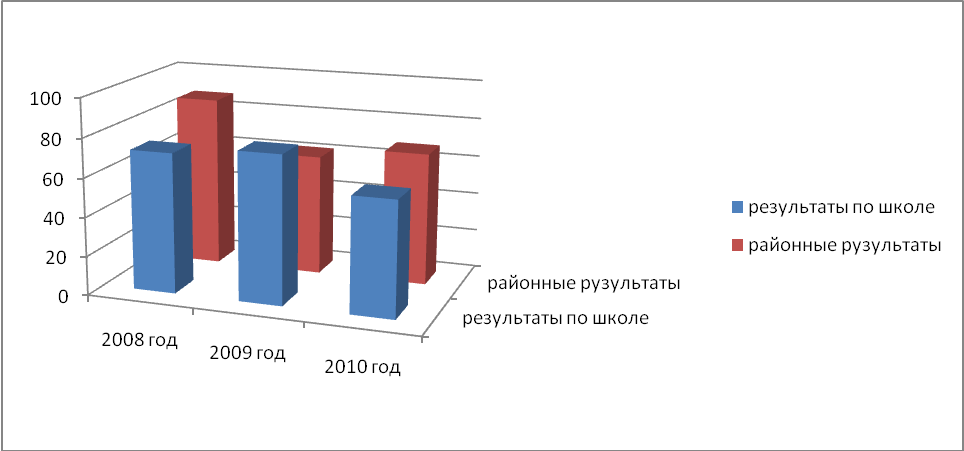 100
80
60
40
20
0
2008 год
2009 год
2010 год
районные рузультаты
результаты по школе
результаты по школе
районные рузультаты